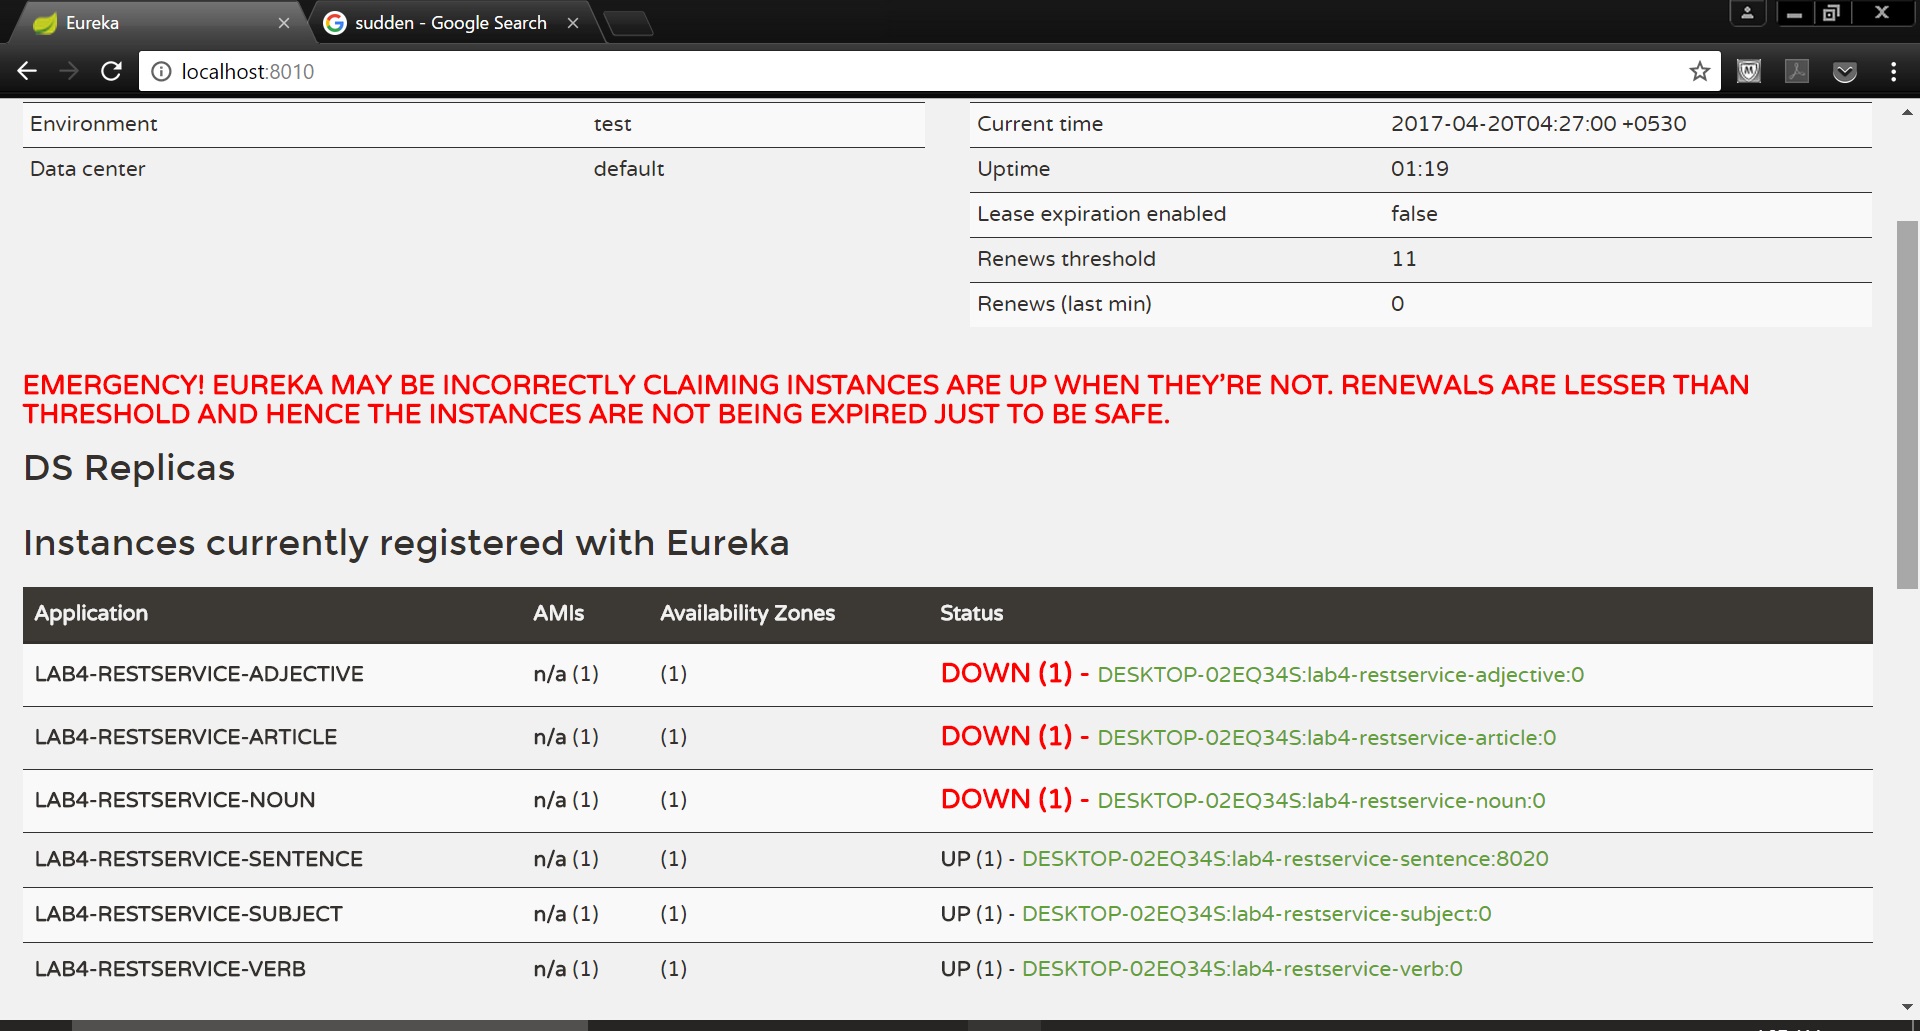 Eureka
sudden - Google Search
localhost:8010
Environment test
Data center default
Current time 2017-04-20T04:27:00 +0530
Uptime 01:19
Lease expiration enabled false
Renews threshold 11
Renews (last min) 0
EMERGENCY! EUREKA MAY BE INCORRECTLY CLAIMING INSTANCES ARE UP WHEN THEY'RE NOT. RENEWALS ARE LESSER THAN
THRESHOLD AND HENCE THE INSTANCES ARE NOT BEING EXPIRED JUST TO BE SAFE.
DS Replicas
Instances currently registered with Eureka
Application AMIs Availability Zones Status
LAB4-RESTSERVICE-ADJECTIVE n/a (1) (1) DOWN (1) - DESKTOP-02EQ34S:lab4-restservice-adjective:0
LAB4-RESTSERVICE-ARTICLE n/a (1) (1) DOWN (1) - DESKTOP-02EQ34S:lab4-restservice-article:0
LAB4-RESTSERVICE-NOUN n/a (1) (1) DOWN (1) - DESKTOP-02EQ34S:lab4-restservice-noun:0
LAB4-RESTSERVICE-SENTENCE n/a (1) (1) UP (1) - DESKTOP-02EQ34S:lab4-restservice-sentence:8020
LAB4-RESTSERVICE-SUBJECT n/a (1) (1) UP (1) - DESKTOP-02EQ34S:lab4-restservice-subject:0
LAB4-RESTSERVICE-VERB n/a (1) (1) UP (1) - DESKTOP-02EQ34S:lab4-restservice-verb:0